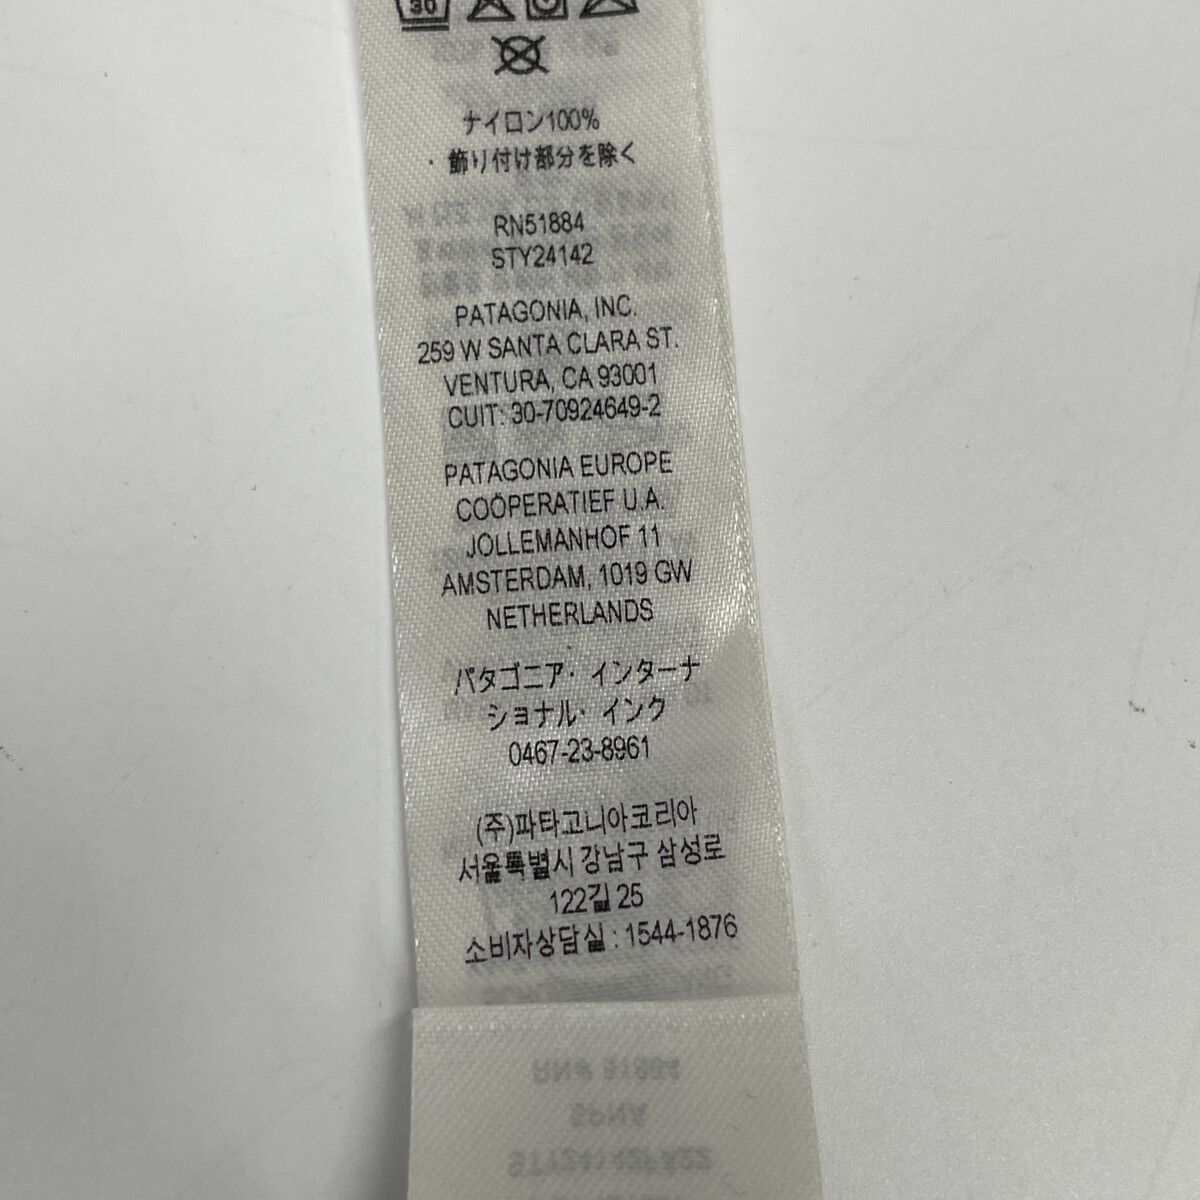 30
ナイロン100%
・飾り付け部分を除く
RN51884
STY24142
PATAGONIA, INC.
259 W SANTA CLARA ST.
VENTURA, CA 93001
CUIT: 30-70924649-2
PATAGONIA EUROPE
COÖPERATIEF U.A.
JOLLEMANHOF 11
AMSTERDAM, 1019 GW
NETHERLANDS
パタゴニア・インターナ
ショナル・インク
0467-23-8961
(주)파타고니아코리아
서울특별시 강남구 삼성로
122길 25
소비자상담실 : 1544-1876